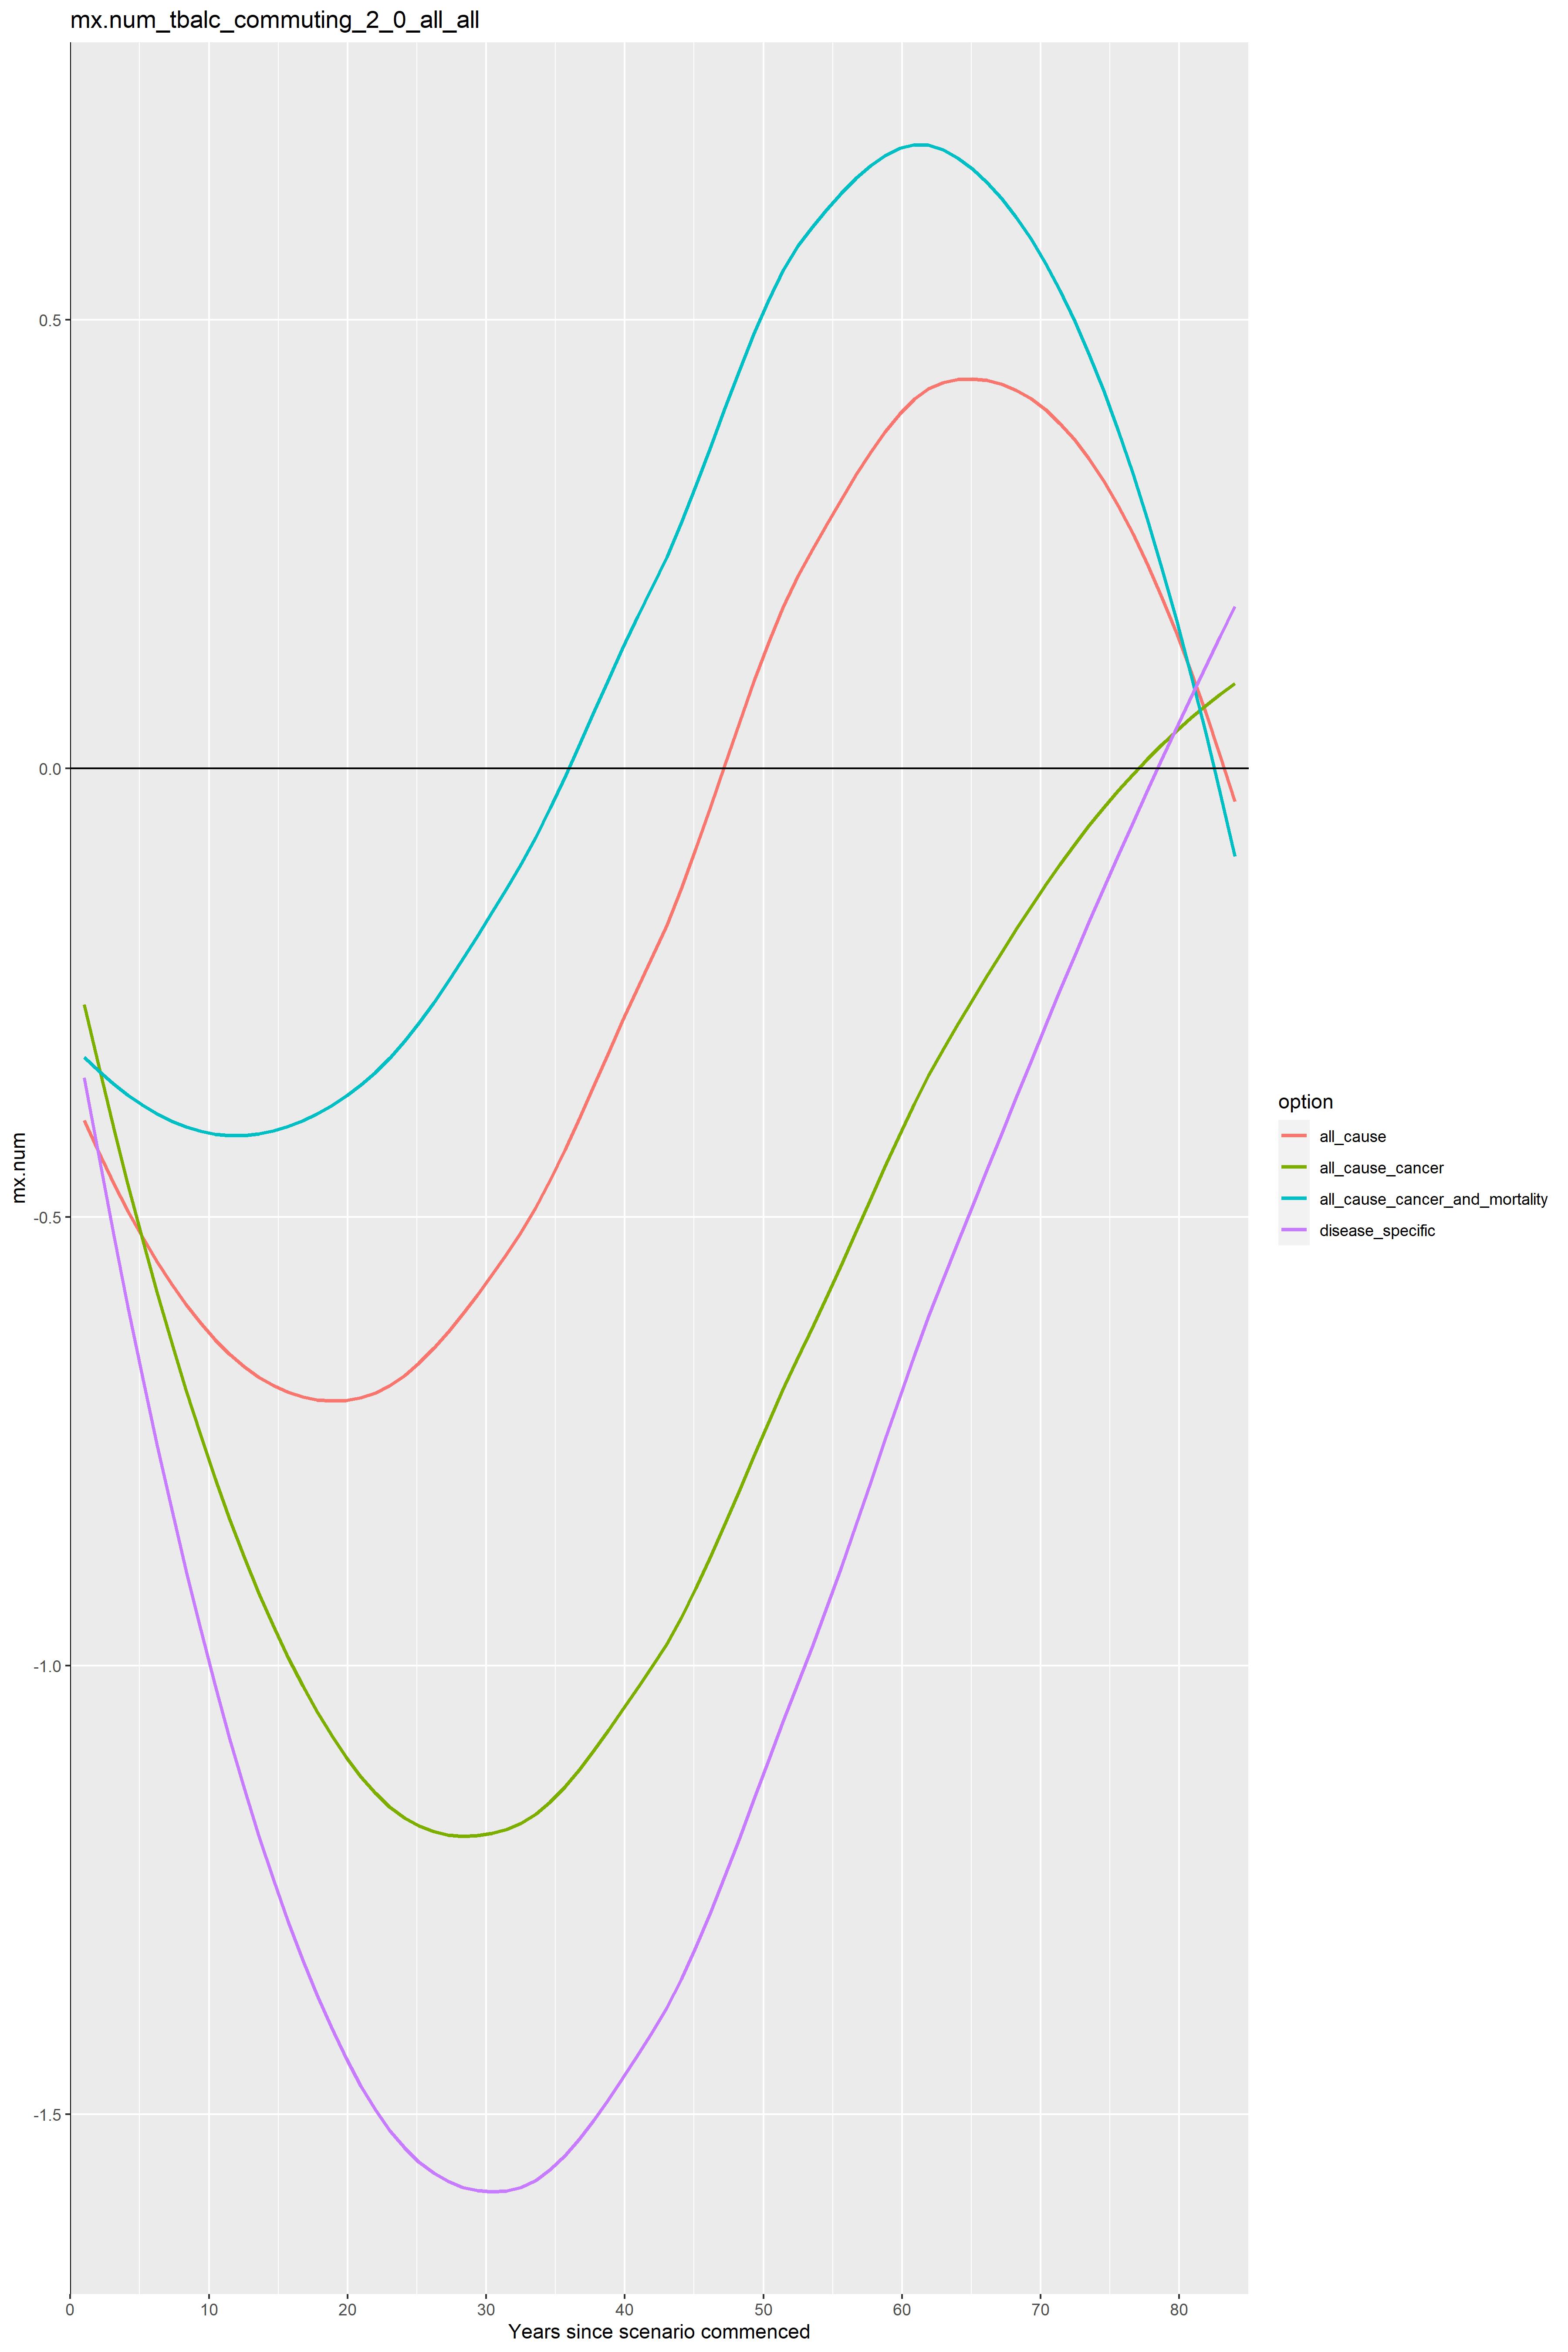 mx.num_tbalc_commuting_2_0_all_all
0.5
0.0
-0.5
-1.0
-1.5
mx.num
0 10 20 30 40 50 60 70 80
Years since scenario commenced
option
all_cause
all_cause_cancer
all_cause_cancer_and_mortality
disease_specific